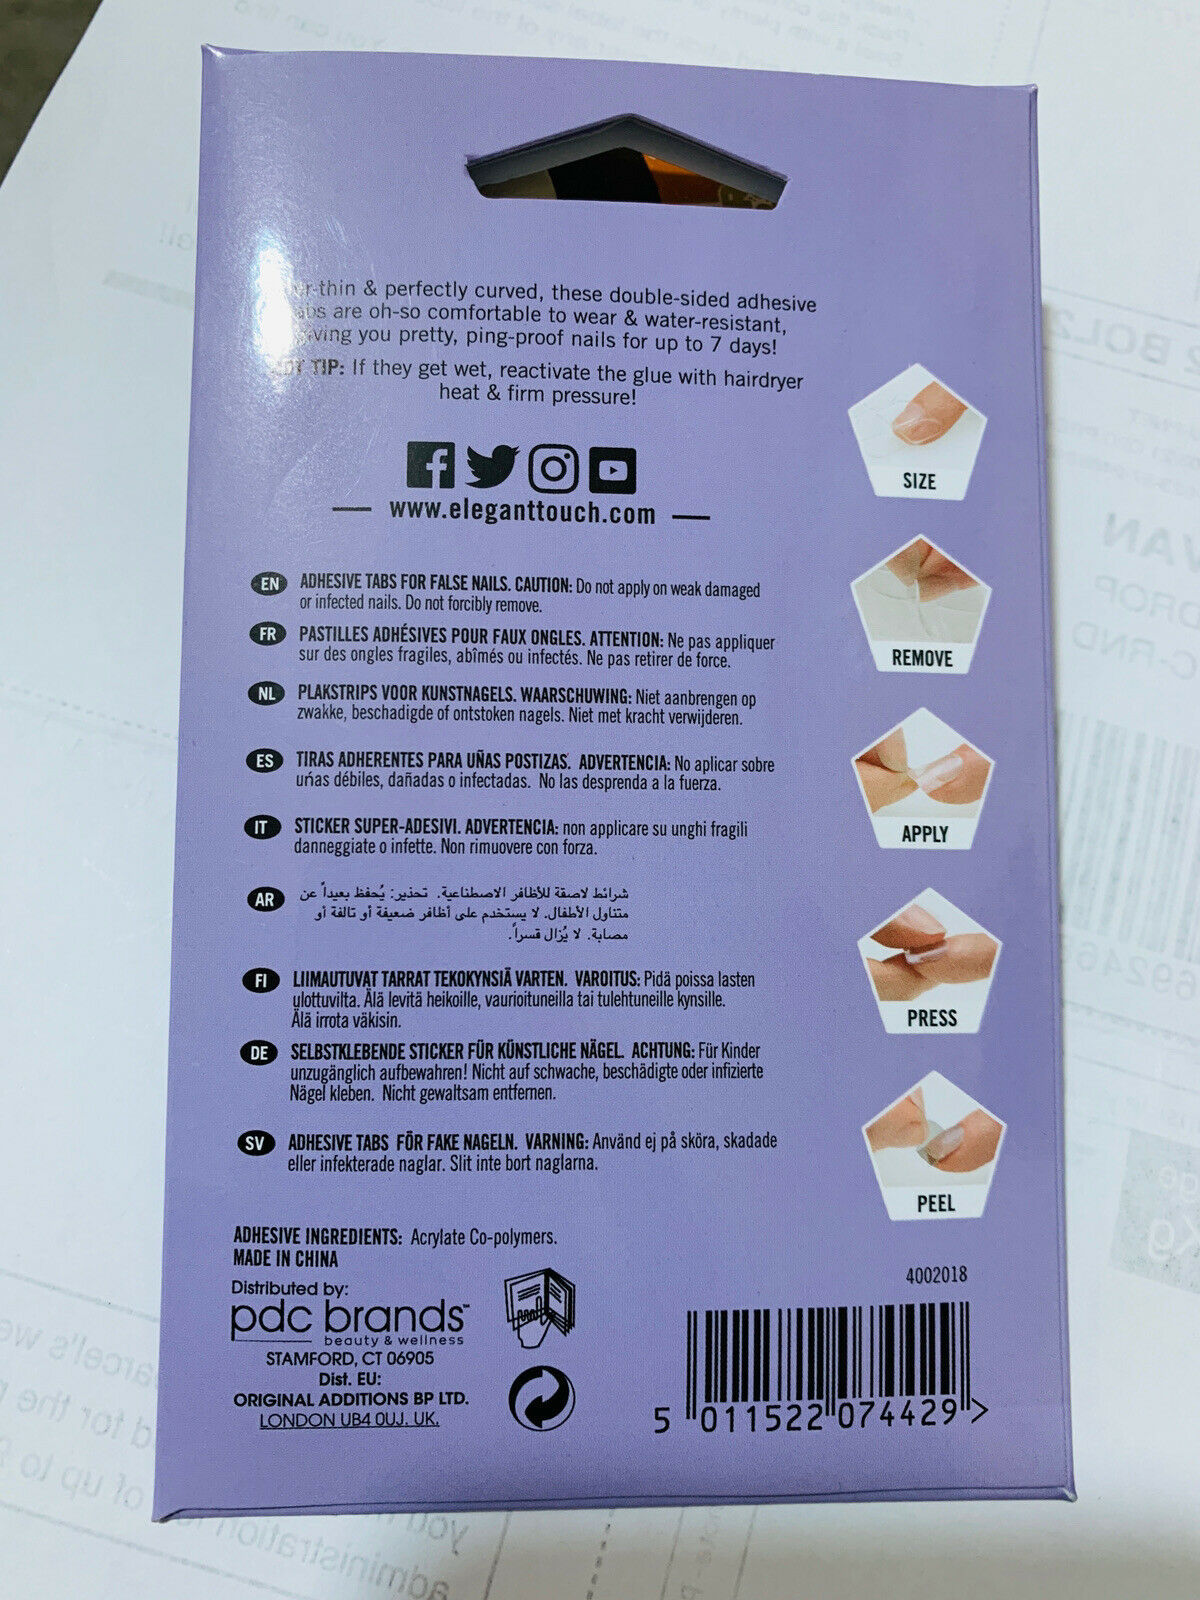 & perfectly curved, these double-sided adhesive
are oh-so comfortable to wear & water-resistant,
giving you pretty, ping-proof nails for up to 7 days!
HOT TIP: If they get wet, reactivate the glue with hairdryer
heat & firm pressure!
www.eleganttouch.com
EN ADHESIVE TABS FOR FALSE NAILS. CAUTION: Do not apply on weak damaged
or infected nails. Do not forcibly remove.
FR PASTILLES ADHÉSIVES POUR FAUX ONGLES. ATTENTION: Ne pas appliquer
sur des ongles fragiles, abîmés ou infectés. Ne pas retirer de force.
NL PLAKSTRIPS VOOR KUNSTNAGELS. WAARSCHUWING: Niet aanbrengen op
zwakke, beschadigde of ontstoken nagels. Niet met kracht verwijderen.
ES TIRAS ADHERENTES PARA UÑAS POSTIZAS. ADVERTENCIA: No aplicar sobre
uñas débiles, dañadas o infectadas. No las desprenda a la fuerza.
IT STICKER SUPER-ADESIVI. ADVERTENCIA: non applicare su unghi fragili
danneggiate o infette. Non rimuovere con forza.
AR شرائط لاصقة للأظافر الاصطناعية. تحذير: يُحفظ بعيداً عن
متناول الأطفال. لا يستخدم على أظافر ضعيفة أو تالفة أو
مصابة. لا يُزال قسراً.
FI LIIMAUTUVAT TARRAT TEKOKYNSIÄ VARTEN. VAROITUS: Pidä poissa lasten
ulottuvilta. Älä levitä heikoille, vaurioituneilla tai tulehtuneille kynsille.
Älä irrota väkisin.
DE SELBSTKLEBENDE STICKER FÜR KÜNSTLICHE NÄGEL. ACHTUNG: Für Kinder
unzugänglich aufbewahren! Nicht auf schwache, beschädigte oder infizierte
Nägel kleben. Nicht gewaltsam entfernen.
SV ADHESIVE TABS FÖR FAKE NAGELN. VARNING: Använd ej på sköra, skadade
eller infekterade naglar. Slit inte bort naglarna.
SIZE
REMOVE
APPLY
PRESS
PEEL
ADHESIVE INGREDIENTS: Acrylate Co-polymers.
MADE IN CHINA
Distributed by:
pdc brands™
beauty & wellness
STAMFORD, CT 06905
Dist. EU:
ORIGINAL ADDITIONS BP LTD.
LONDON UB4 0UJ. UK.
4002018
5 011522 074429 >